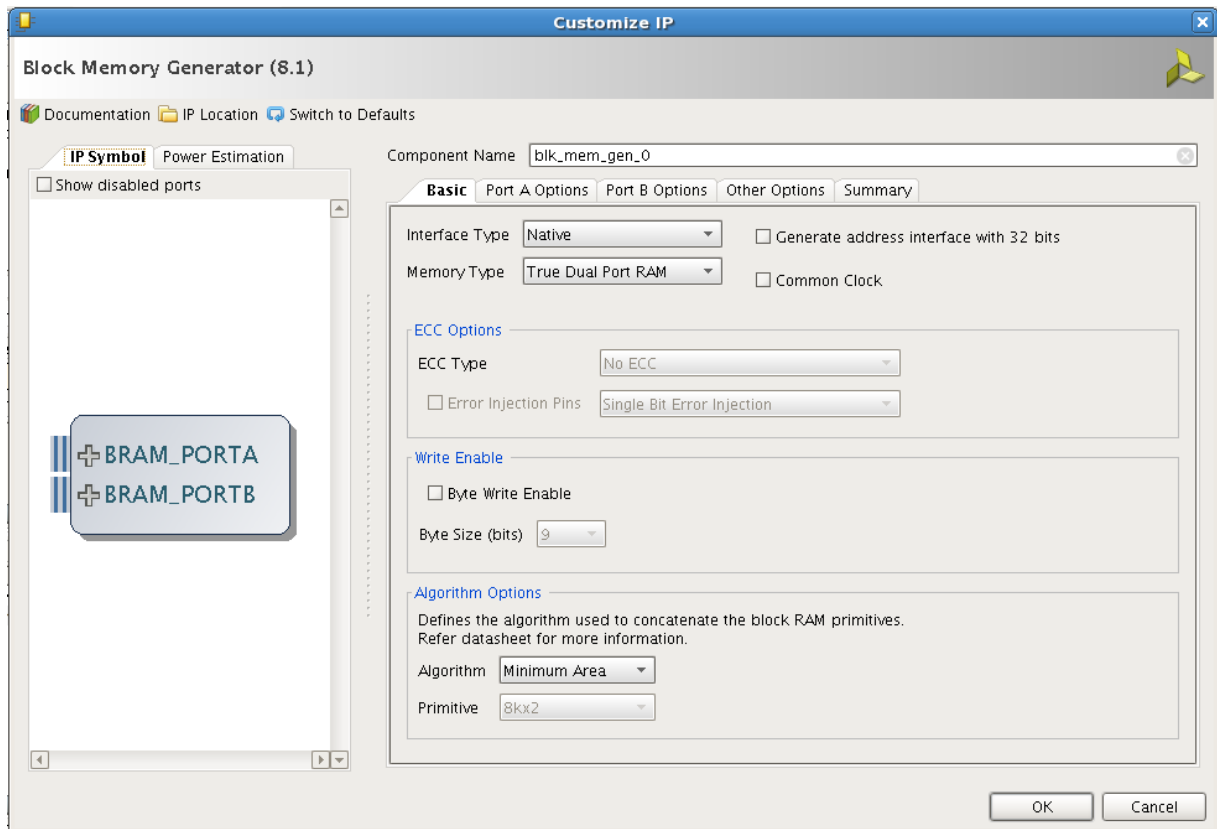 Customize IP
Block Memory Generator (8.1)
Documentation IP Location Switch to Defaults
IP Symbol Power Estimation
Show disabled ports
BRAM_PORTA
BRAM_PORTB
Component Name blk_mem_gen_0
Basic Port A Options Port B Options Other Options Summary
Interface Type Native Generate address interface with 32 bits
Memory Type True Dual Port RAM Common Clock
ECC Options
ECC Type No ECC
Error Injection Pins Single Bit Error Injection
Write Enable
Byte Write Enable
Byte Size (bits) 9
Algorithm Options
Defines the algorithm used to concatenate the block RAM primitives.
Refer datasheet for more information.
Algorithm Minimum Area
Primitive 8kx2
OK Cancel